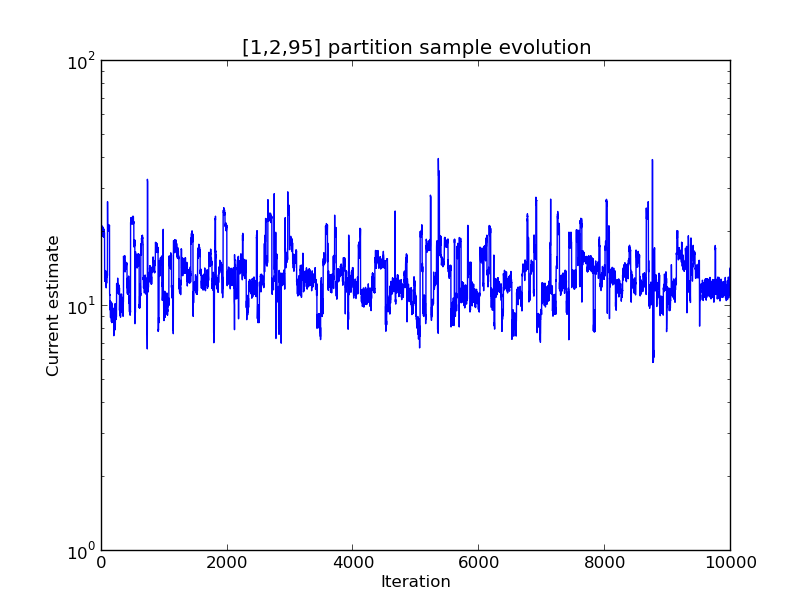 [1,2,95] partition sample evolution
10²
10¹
10⁰
Current estimate
0 2000 4000 6000 8000 10000
Iteration